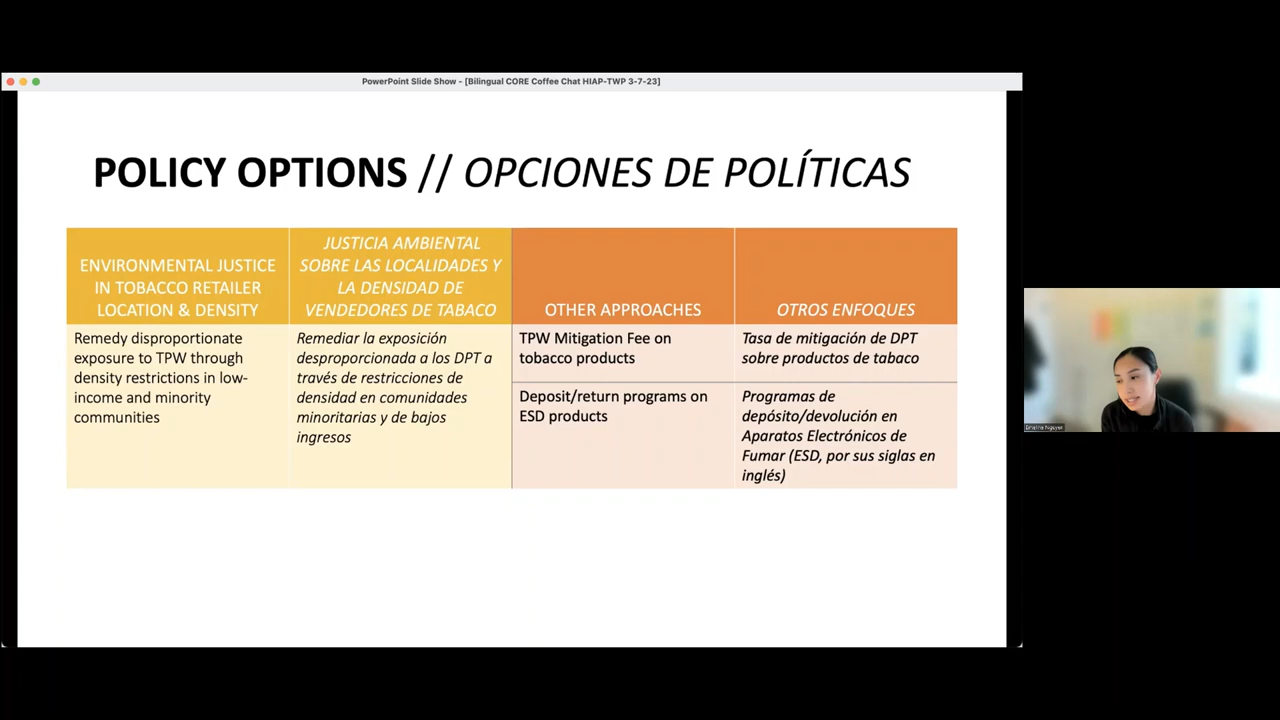 PowerPoint Slide Show - [Bilingual CORE Coffee Chat HIAP-TWP 3-7-23]
POLICY OPTIONS // OPCIONES DE POLÍTICAS
ENVIRONMENTAL JUSTICE
IN TOBACCO RETAILER
LOCATION & DENSITY
JUSTICIA AMBIENTAL
SOBRE LAS LOCALIDADES Y
LA DENSIDAD DE
VENDEDORES DE TABACO
OTHER APPROACHES
OTROS ENFOQUES
Remedy disproportionate
exposure to TPW through
density restrictions in low-
income and minority
communities
Remediar la exposición
desproporcionada a los DPT a
través de restricciones de
densidad en comunidades
minoritarias y de bajos
ingresos
TPW Mitigation Fee on
tobacco products
Tasa de mitigación de DPT
sobre productos de tabaco
Deposit/return programs on
ESD products
Programas de
depósito/devolución en
Aparatos Electrónicos de
Fumar (ESD, por sus siglas en
inglés)
Nguyen